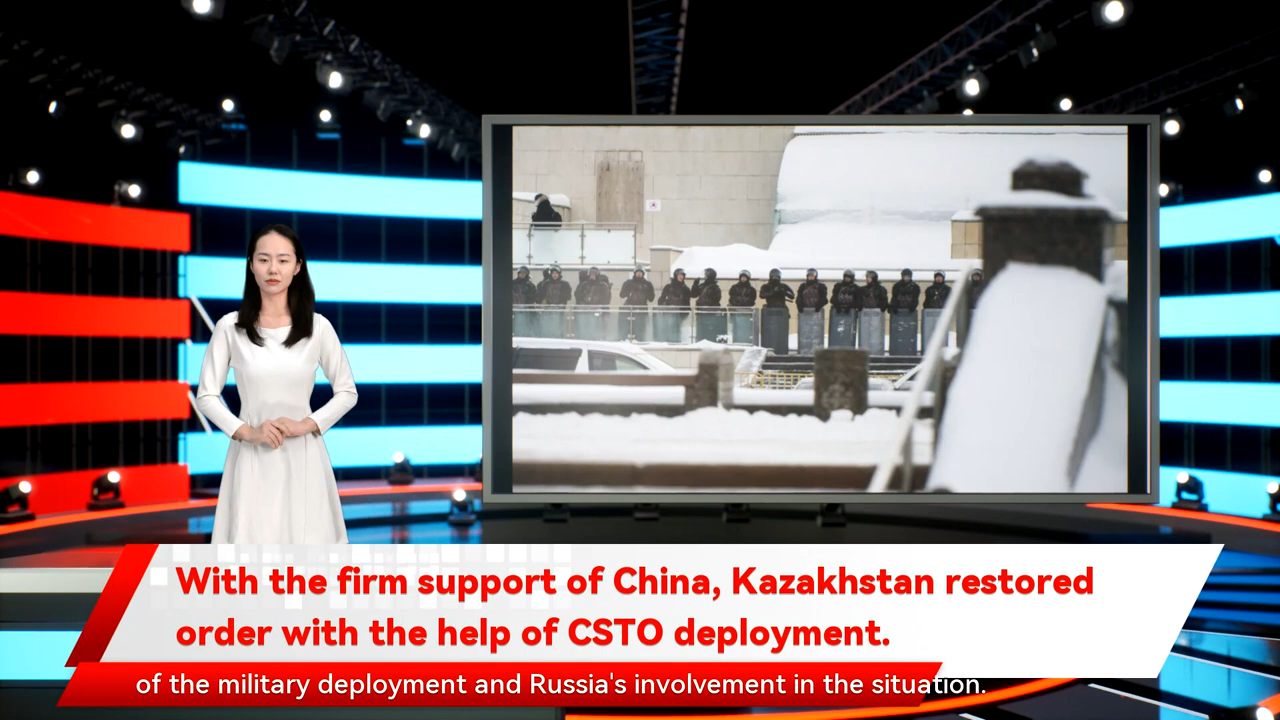 With the firm support of China, Kazakhstan restored
order with the help of CSTO deployment.
of the military deployment and Russia's involvement in the situation.